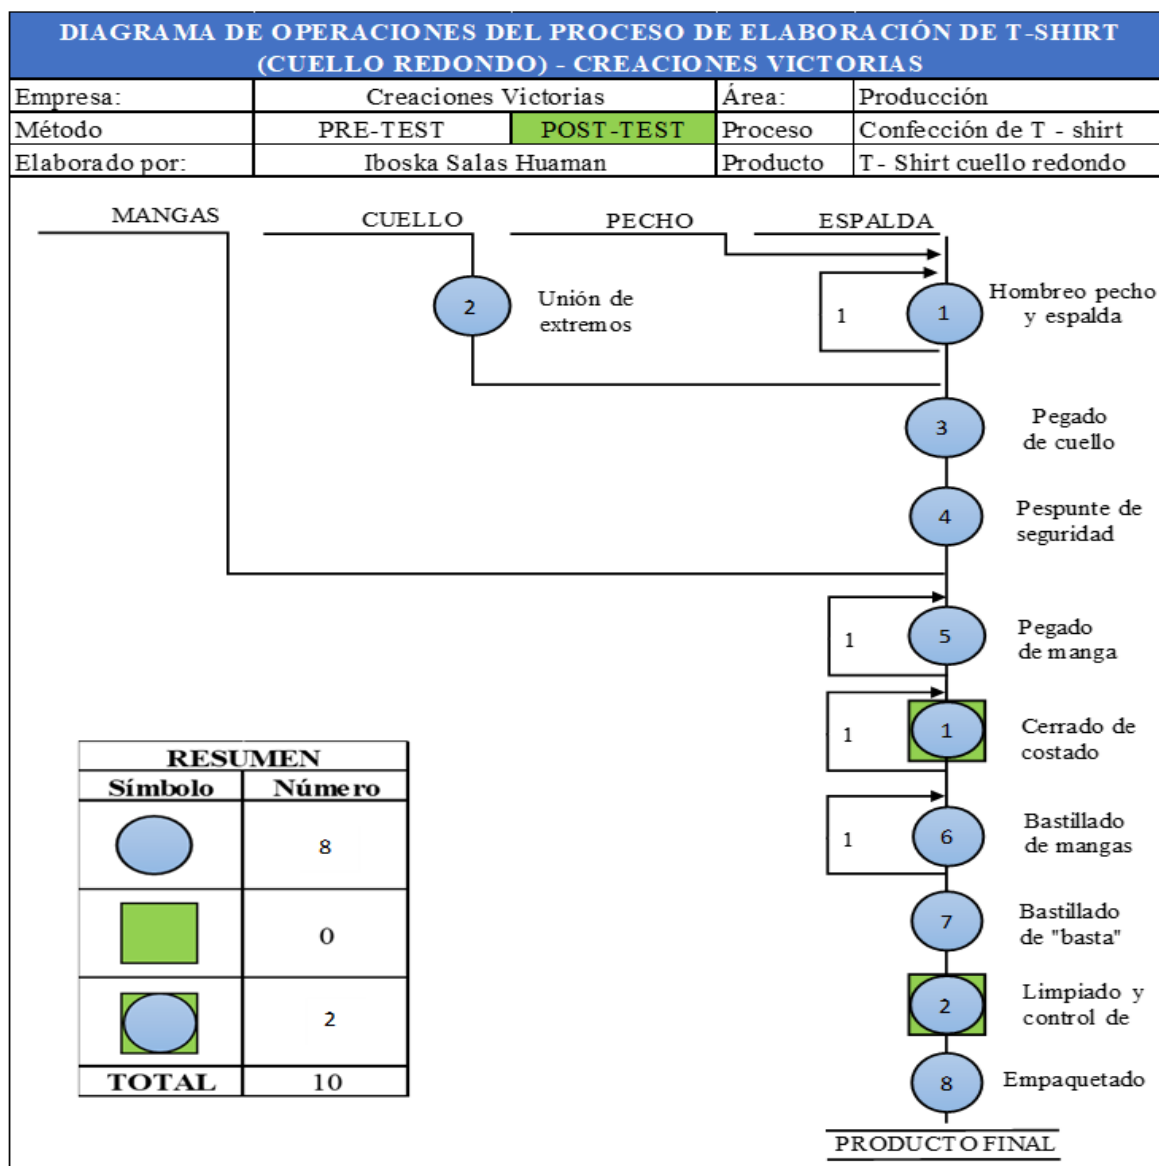 DIAGRAMA DE OPERACIONES DEL PROCESO DE ELABORACIÓN DE T-SHIRT
(CUELLO REDONDO) - CREACIONES VICTORIAS
Empresa: Creaciones Victorias Área: Producción
Método PRE-TEST POST-TEST Proceso Confección de T - shirt
Elaborado por: Iboska Salas Huaman Producto T- Shirt cuello redondo
MANGAS CUELLO PECHO ESPALDA
2 Unión de
extremos
1 1 Hombreo pecho
y espalda
3 Pegado
de cuello
4 Pespunte de
seguridad
1 5 Pegado
de manga
1 1 Cerrado de
costado
1 6 Bastillado
de mangas
7 Bastillado
de "basta"
2 Limpiado y
control de
8 Empaquetado
PRODUCTO FINAL
RESUMEN
Símbolo Número
8
0
2
TOTAL 10